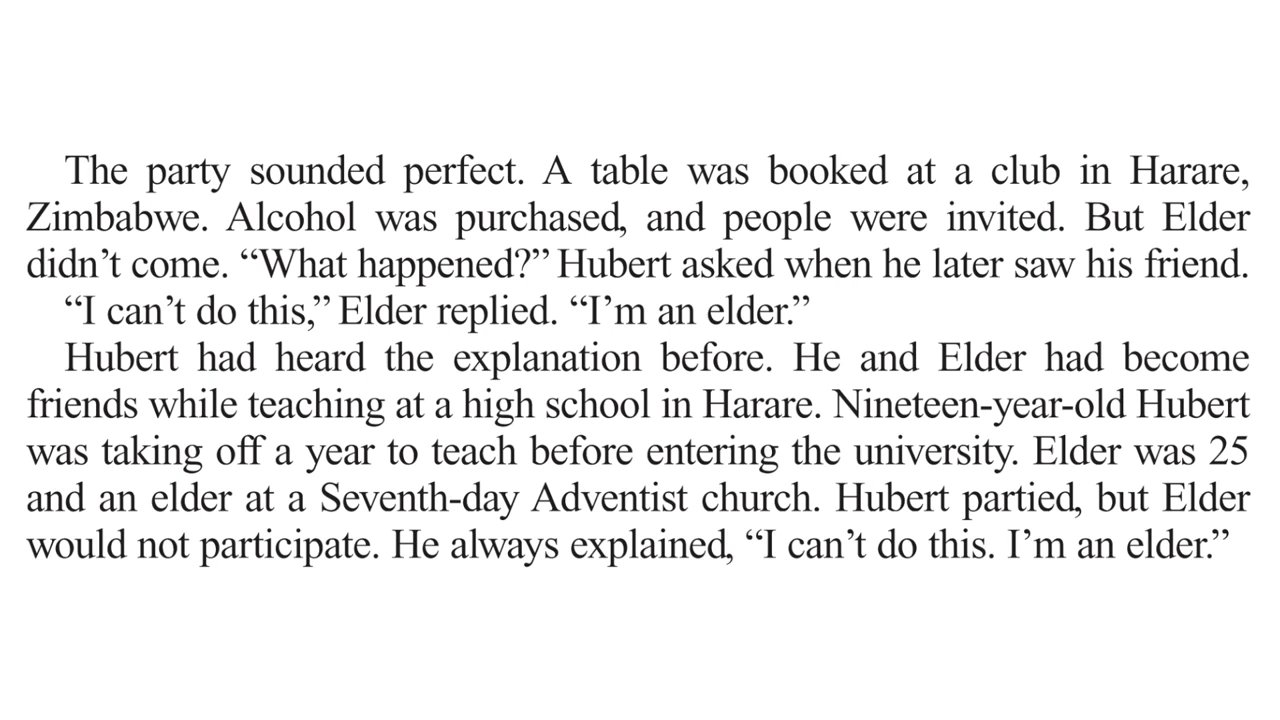 The party sounded perfect. A table was booked at a club in Harare,
Zimbabwe. Alcohol was purchased, and people were invited. But Elder
didn’t come. “What happened?” Hubert asked when he later saw his friend.
“I can’t do this,” Elder replied. “I’m an elder.”
Hubert had heard the explanation before. He and Elder had become
friends while teaching at a high school in Harare. Nineteen-year-old Hubert
was taking off a year to teach before entering the university. Elder was 25
and an elder at a Seventh-day Adventist church. Hubert partied, but Elder
would not participate. He always explained, “I can’t do this. I’m an elder.”